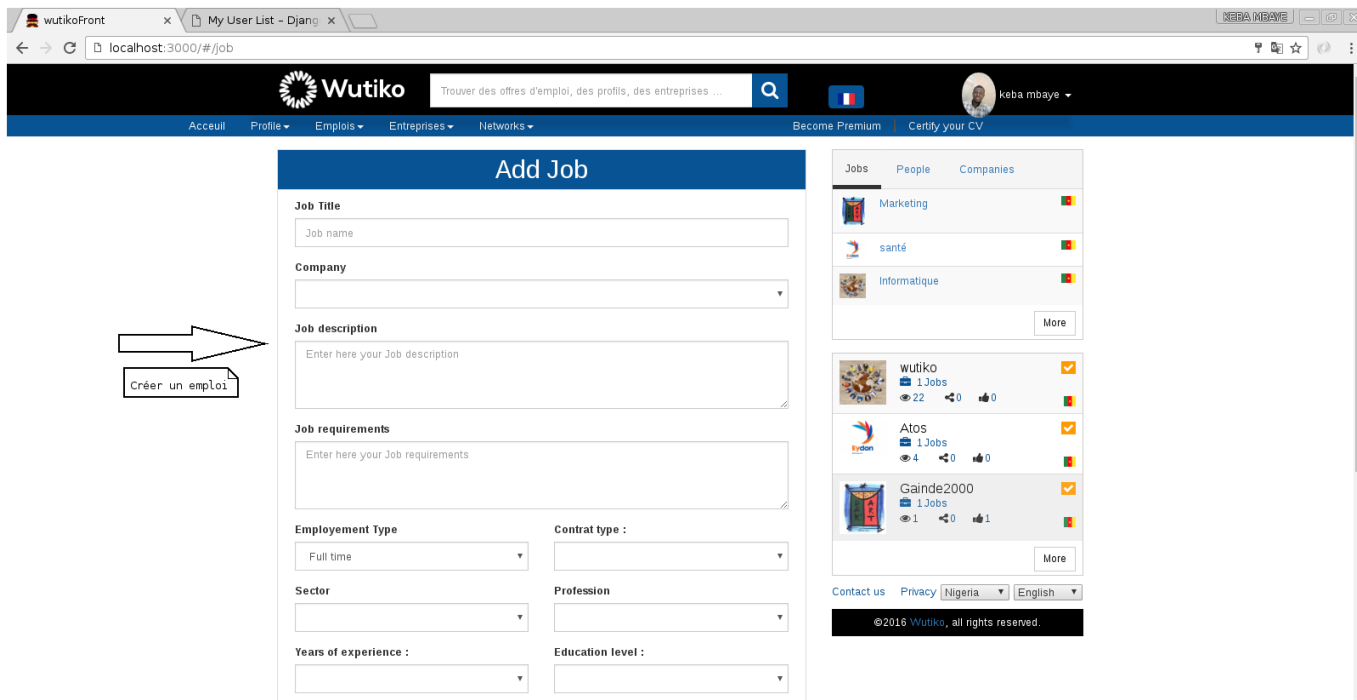 wutikoFront
My User List - Djang
KEBA MBAYE
localhost:3000/#/job
Wutiko
Trouver des offres d'emploi, des profils, des entreprises ...
keba mbaye
Acceuil Profile Emplois Entreprises Networks Become Premium Certify your CV
Add Job
Job Title
Job name
Company
Job description
Enter here your Job description
Créer un emploi
Job requirements
Enter here your Job requirements
Employement Type Contrat type :
Full time
Sector Profession
Years of experience : Education level :
Jobs People Companies
Marketing
santé
Informatique
More
wutiko
1 Jobs
22 0 0
Eydon
Atos
1 Jobs
4 0 0
Gainde2000
1 Jobs
1 0 1
More
Contact us Privacy Nigeria English
©2016 Wutiko, all rights reserved.